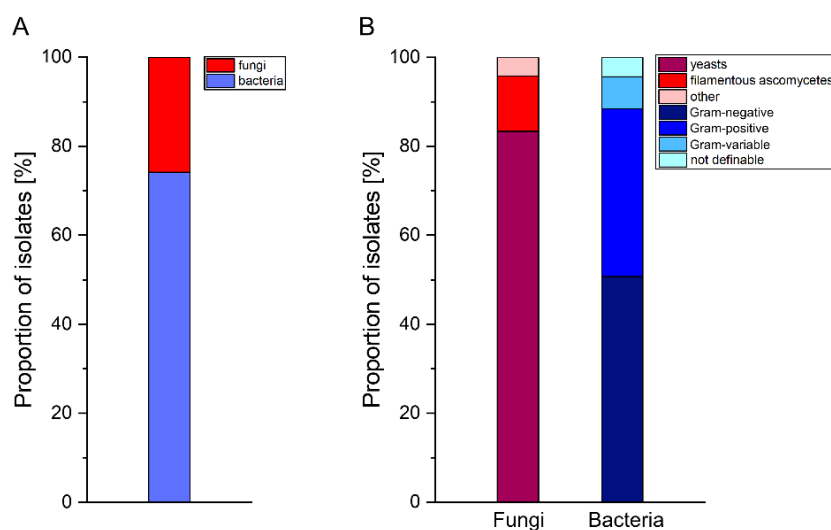 A
Proportion of isolates [%]
100
80
60
40
20
0
fungi
bacteria
B
Proportion of isolates [%]
100
80
60
40
20
0
Fungi
Bacteria
yeasts
filamentous ascomycetes
other
Gram-negative
Gram-positive
Gram-variable
not definable